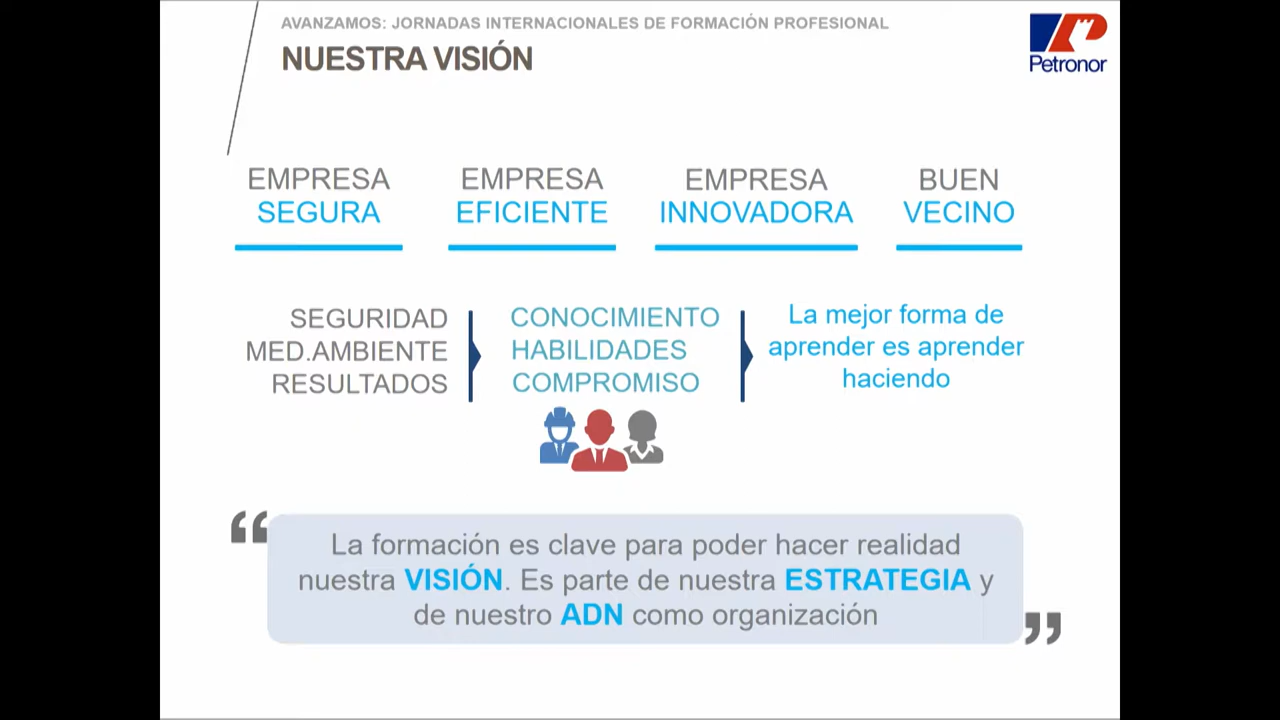 AVANZAMOS: JORNADAS INTERNACIONALES DE FORMACIÓN PROFESIONAL
NUESTRA VISIÓN
Petronor
EMPRESA
SEGURA
EMPRESA
EFICIENTE
EMPRESA
INNOVADORA
BUEN
VECINO
SEGURIDAD
MED.AMBIENTE
RESULTADOS
CONOCIMIENTO
HABILIDADES
COMPROMISO
La mejor forma de
aprender es aprender
haciendo
“La formación es clave para poder hacer realidad
nuestra VISIÓN. Es parte de nuestra ESTRATEGIA y
de nuestro ADN como organización”